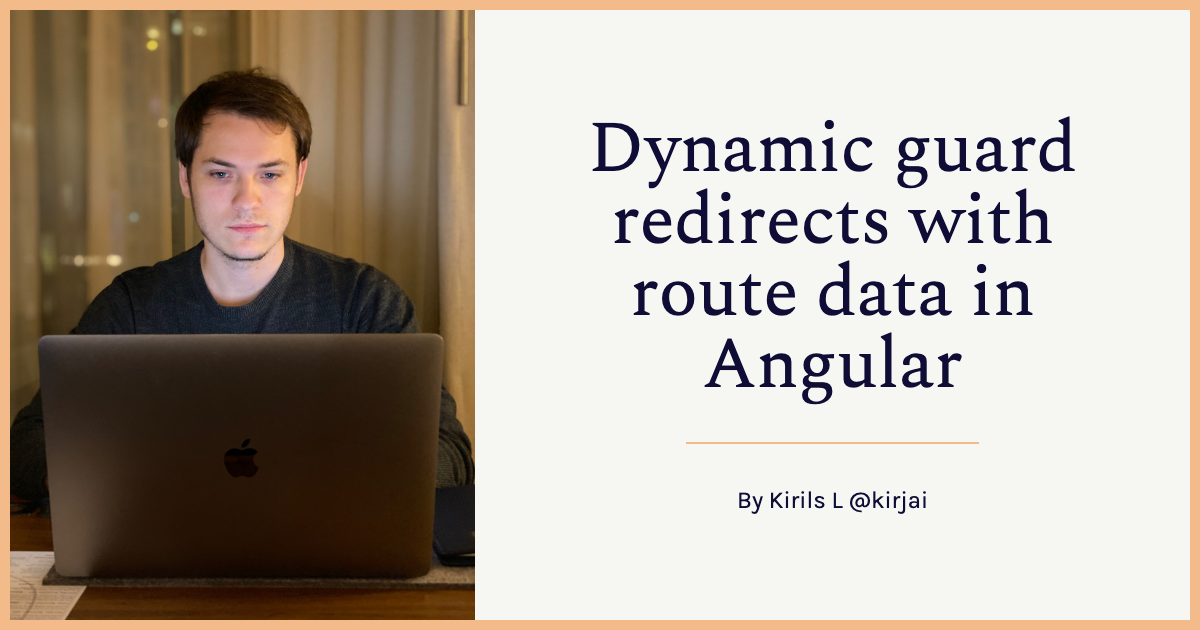 Dynamic guard
redirects with
route data in
Angular
By Kirils L @kirjai